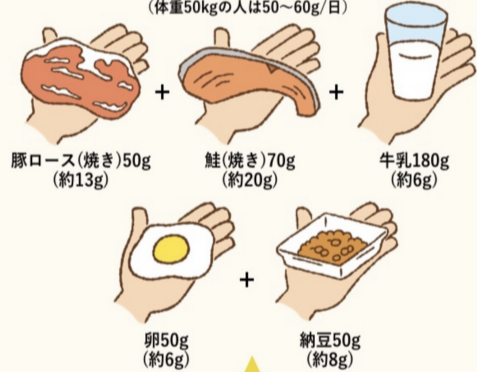 （体重50kgの人は50〜60g/日）
+
+
豚ロース(焼き)50g
(約13g)
鮭(焼き)70g
(約20g)
牛乳180g
(約6g)
+
卵50g
(約6g)
納豆50g
(約8g)